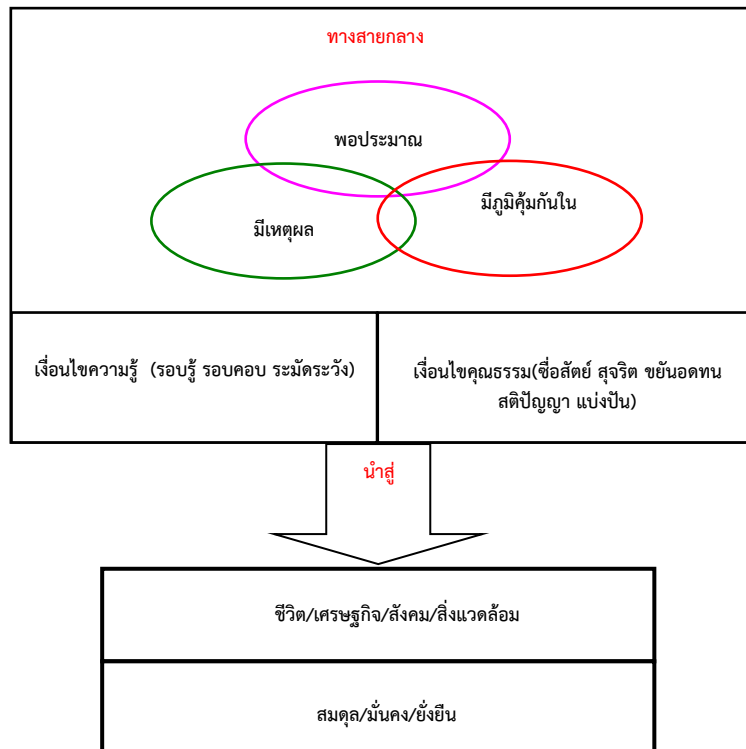 ทางสายกลาง
พอประมาณ
มีเหตุผล
มีภูมิคุ้มกันใน
เงื่อนไขความรู้  (รอบรู้ รอบคอบ ระมัดระวัง)
เงื่อนไขคุณธรรม(ซื่อสัตย์ สุจริต ขยันอดทน
สติปัญญา แบ่งปัน)
นำสู่
ชีวิต/เศรษฐกิจ/สังคม/สิ่งแวดล้อม
สมดุล/มั่นคง/ยั่งยืน